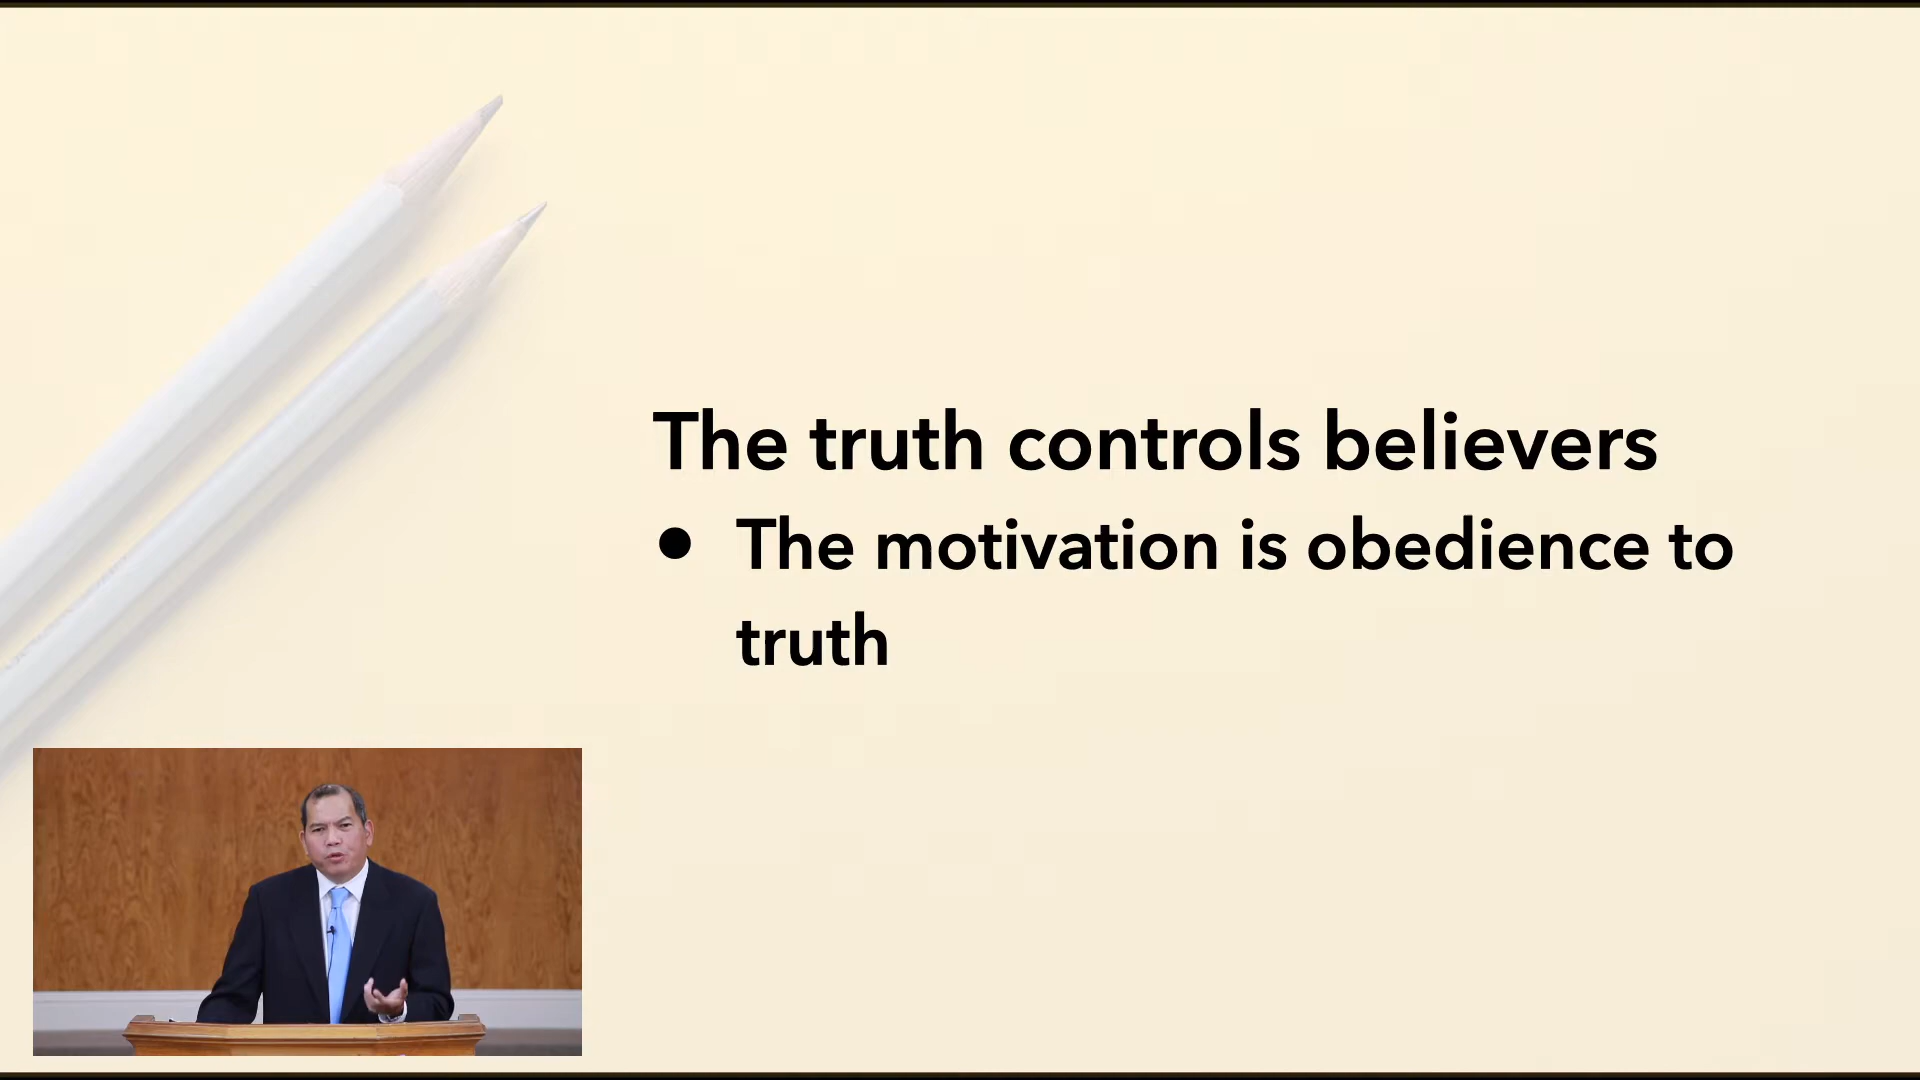 The truth controls believers
● The motivation is obedience to
truth